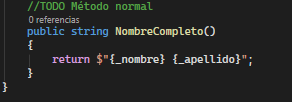 //TODO Método normal
0 referencias
public string NombreCompleto()
{
return $"{_nombre} {_apellido}";
}
}